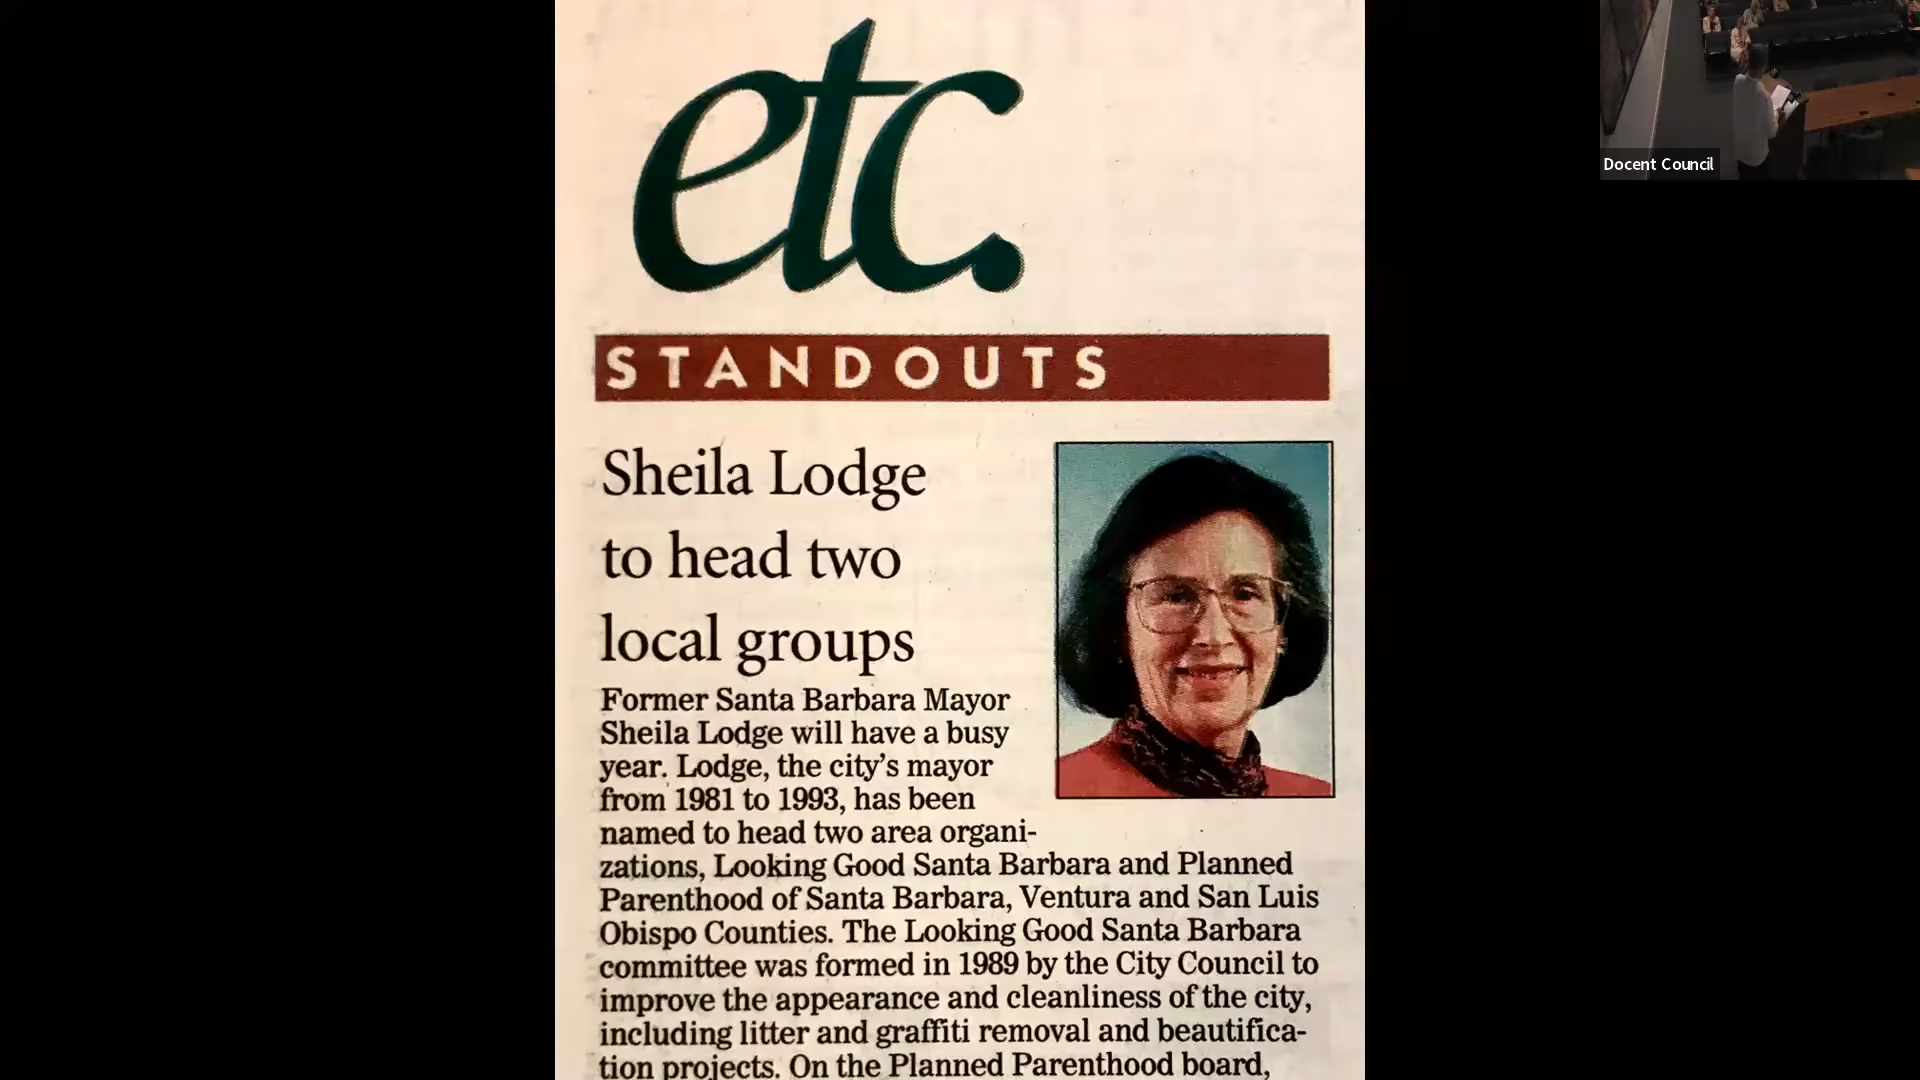 etc.
STANDOUTS
Sheila Lodge
to head two
local groups
Former Santa Barbara Mayor
Sheila Lodge will have a busy
year. Lodge, the city's mayor
from 1981 to 1993, has been
named to head two area organi-
zations, Looking Good Santa Barbara and Planned
Parenthood of Santa Barbara, Ventura and San Luis
Obispo Counties. The Looking Good Santa Barbara
committee was formed in 1989 by the City Council to
improve the appearance and cleanliness of the city,
including litter and graffiti removal and beautifica-
tion projects. On the Planned Parenthood board,
Docent Council